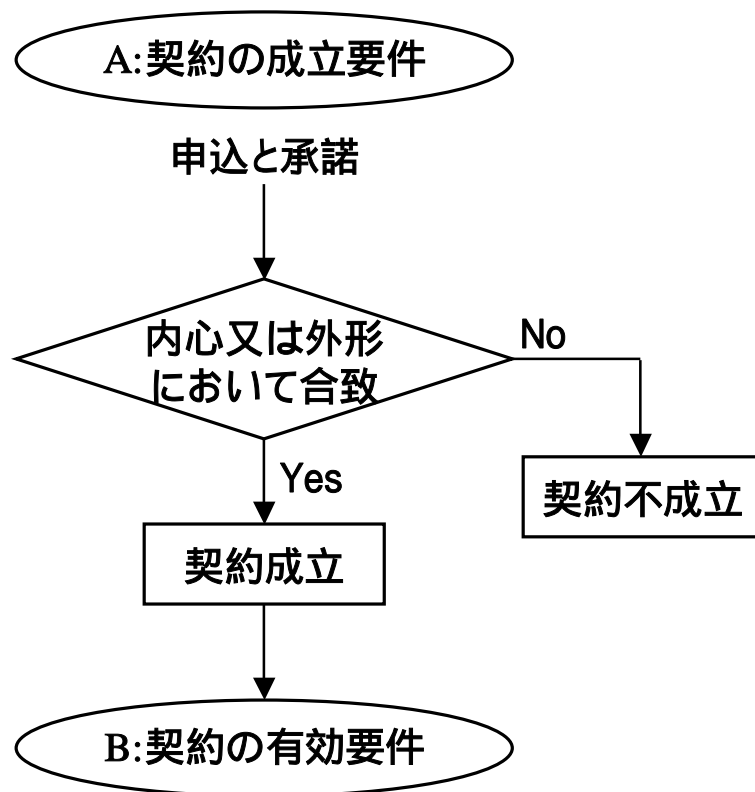 A:契約の成立要件
申込と承諾
内心又は外形
において合致
No
Yes
契約不成立
契約成立
B:契約の有効要件